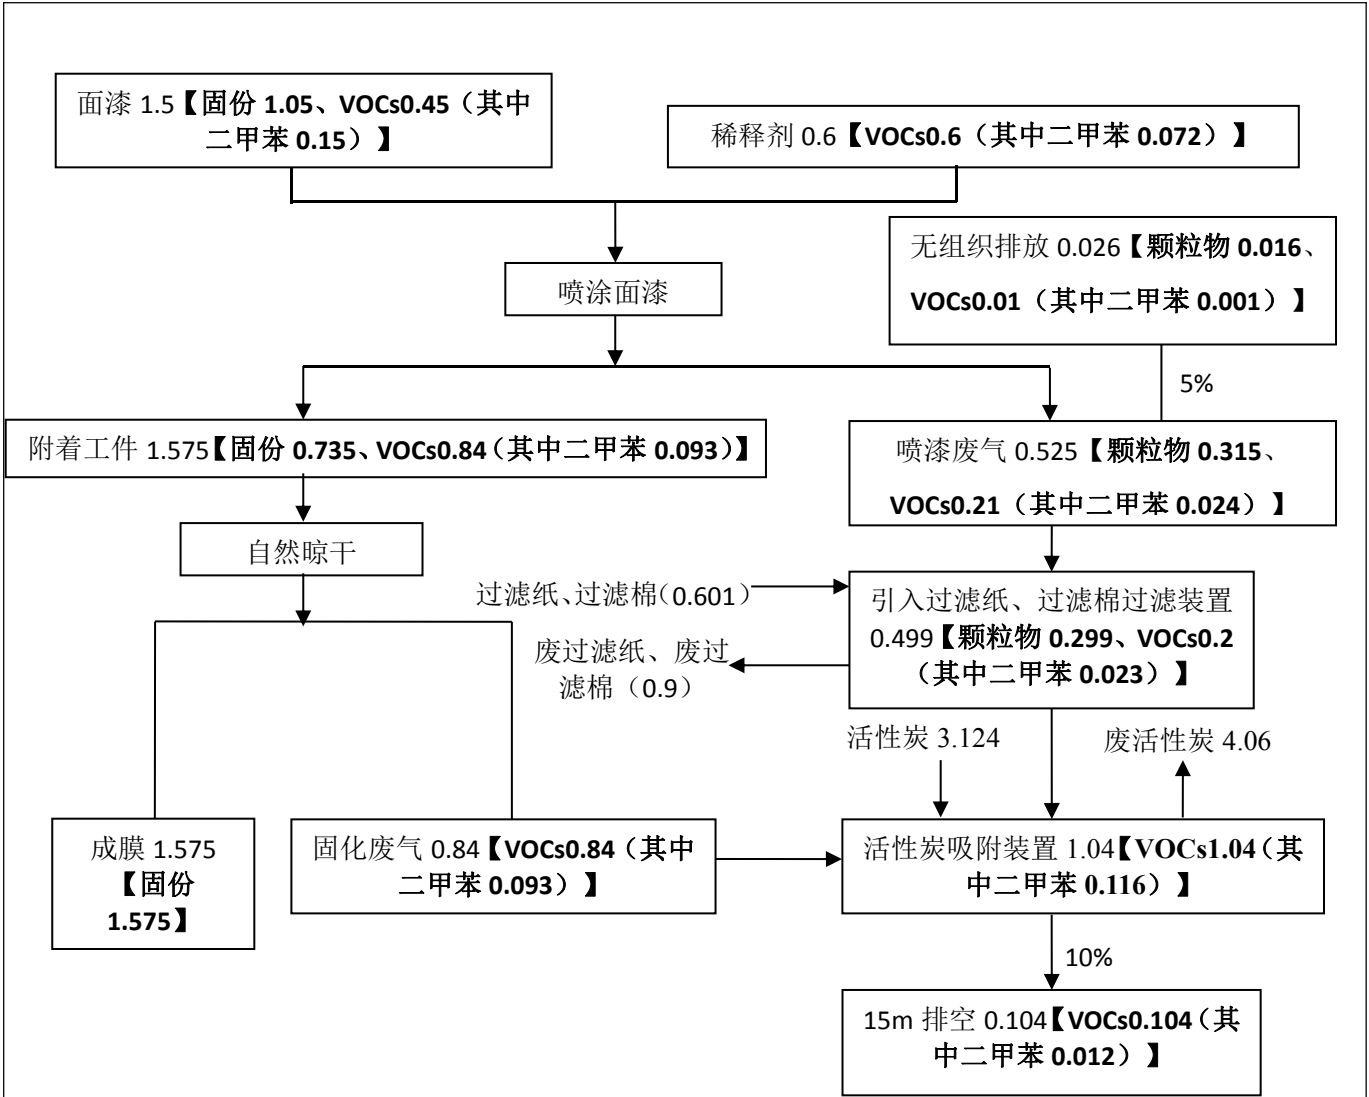 面漆 1.5【固份 1.05、VOCs0.45（其中
二甲苯 0.15）】
稀释剂 0.6【VOCs0.6（其中二甲苯 0.072）】
无组织排放 0.026【颗粒物 0.016、
VOCs0.01（其中二甲苯 0.001）】
喷涂面漆
5%
附着工件 1.575【固份 0.735、VOCs0.84（其中二甲苯 0.093）】
喷漆废气 0.525【颗粒物 0.315、
VOCs0.21（其中二甲苯 0.024）】
自然晾干
过滤纸、过滤棉（0.601）
引入过滤纸、过滤棉过滤装置
0.499【颗粒物 0.299、VOCs0.2
（其中二甲苯 0.023）】
废过滤纸、废过
滤棉（0.9）
活性炭 3.124
废活性炭 4.06
成膜 1.575
【固份
1.575】
固化废气 0.84【VOCs0.84（其中
二甲苯 0.093）】
活性炭吸附装置 1.04【VOCs1.04（其
中二甲苯 0.116）】
10%
15m 排空 0.104【VOCs0.104（其
中二甲苯 0.012）】